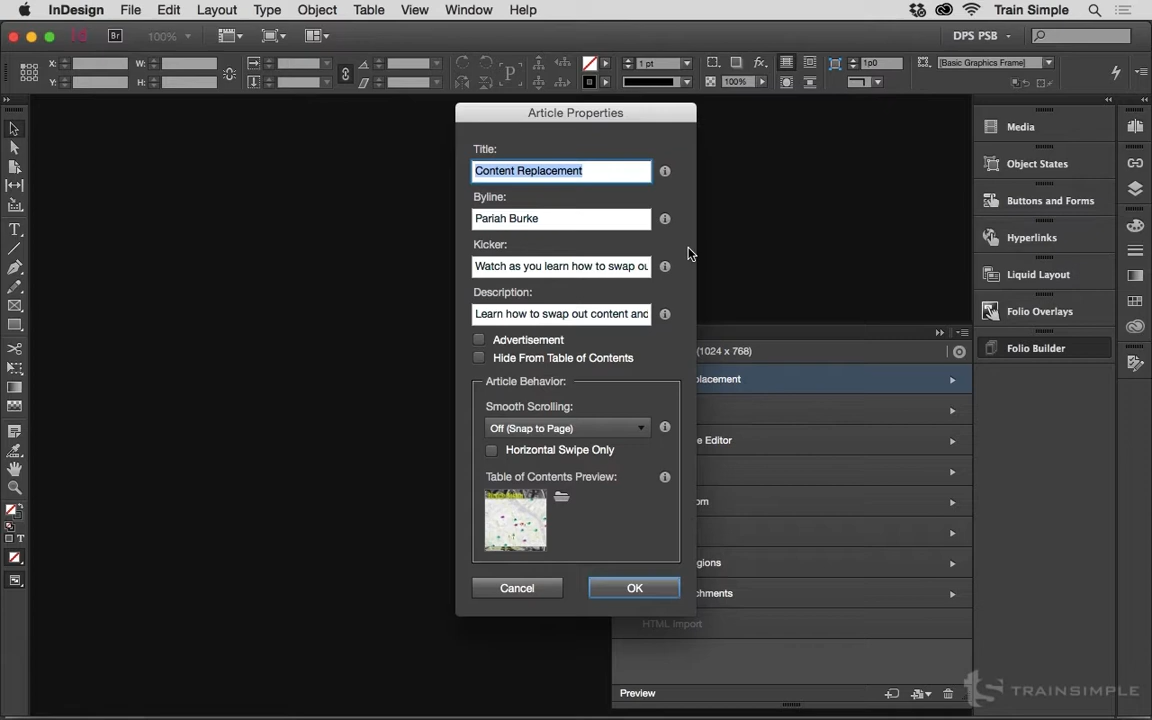 InDesign File Edit Layout Type Object Table View Window Help Train Simple
Br 100% DPS PSB
X: W: 1 pt 1p0 [Basic Graphics Frame]
Y: H: P fx. 100%
Article Properties
Title:
Content Replacement
Byline:
Pariah Burke
Kicker:
Watch as you learn how to swap ou
Description:
Learn how to swap out content and
Advertisement
Hide From Table of Contents
Article Behavior:
Smooth Scrolling:
Off (Snap to Page)
Horizontal Swipe Only
Table of Contents Preview:
Cancel OK
Media
Object States
Buttons and Forms
Hyperlinks
Liquid Layout
Folio Overlays
Folio Builder
(1024 x 768)
placement
e Editor
om
gions
chments
HTML Import
Preview
ts TRAINSIMPLE